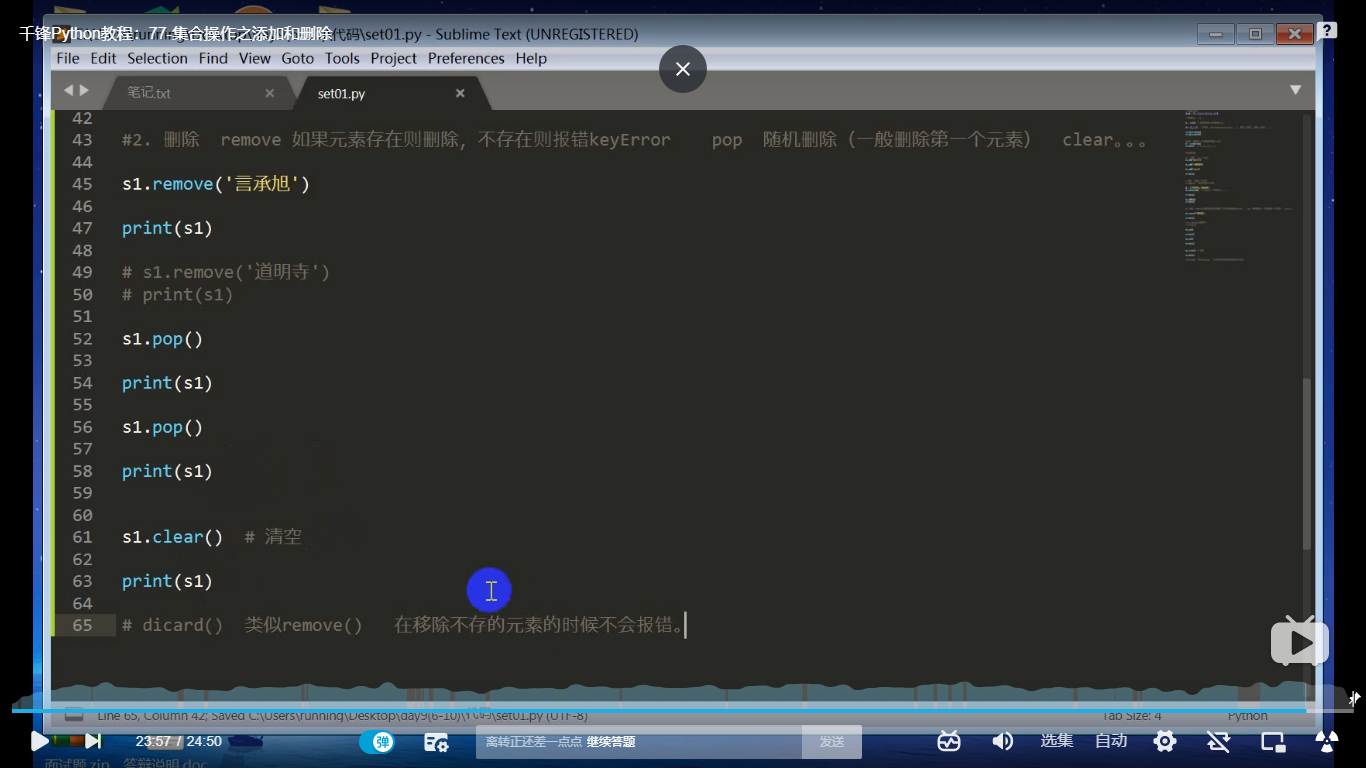 千锋Python教程：77-集合操作之添加和删除
代码\set01.py - Sublime Text (UNREGISTERED)
File Edit Selection Find View Goto Tools Project Preferences Help
笔记.txt
set01.py
42
43 #2. 删除 remove 如果元素存在则删除，不存在则报错keyError pop 随机删除（一般删除第一个元素） clear。。。
44
45 s1.remove('言承旭')
46
47 print(s1)
48
49 # s1.remove('道明寺')
50 # print(s1)
51
52 s1.pop()
53
54 print(s1)
55
56 s1.pop()
57
58 print(s1)
59
60
61 s1.clear() # 清空
62
63 print(s1)
64
65 # dicard() 类似remove() 在移除不存的元素的时候不会报错。
Line 65, Column 42; Saved C:\Users\running\Desktop\day9(6-10)\代码\set01.py (UTF-8)
Tab Size: 4
Python
23:57 / 24:50
弹
离转正还差一点点 继续答题
发送
选集
自动
面试题.zip
答辩说明.doc